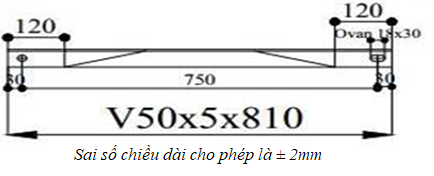 120
120
Ovan 18x30
30
750
30
V50x5x810
Sai số chiều dài cho phép là ± 2mm